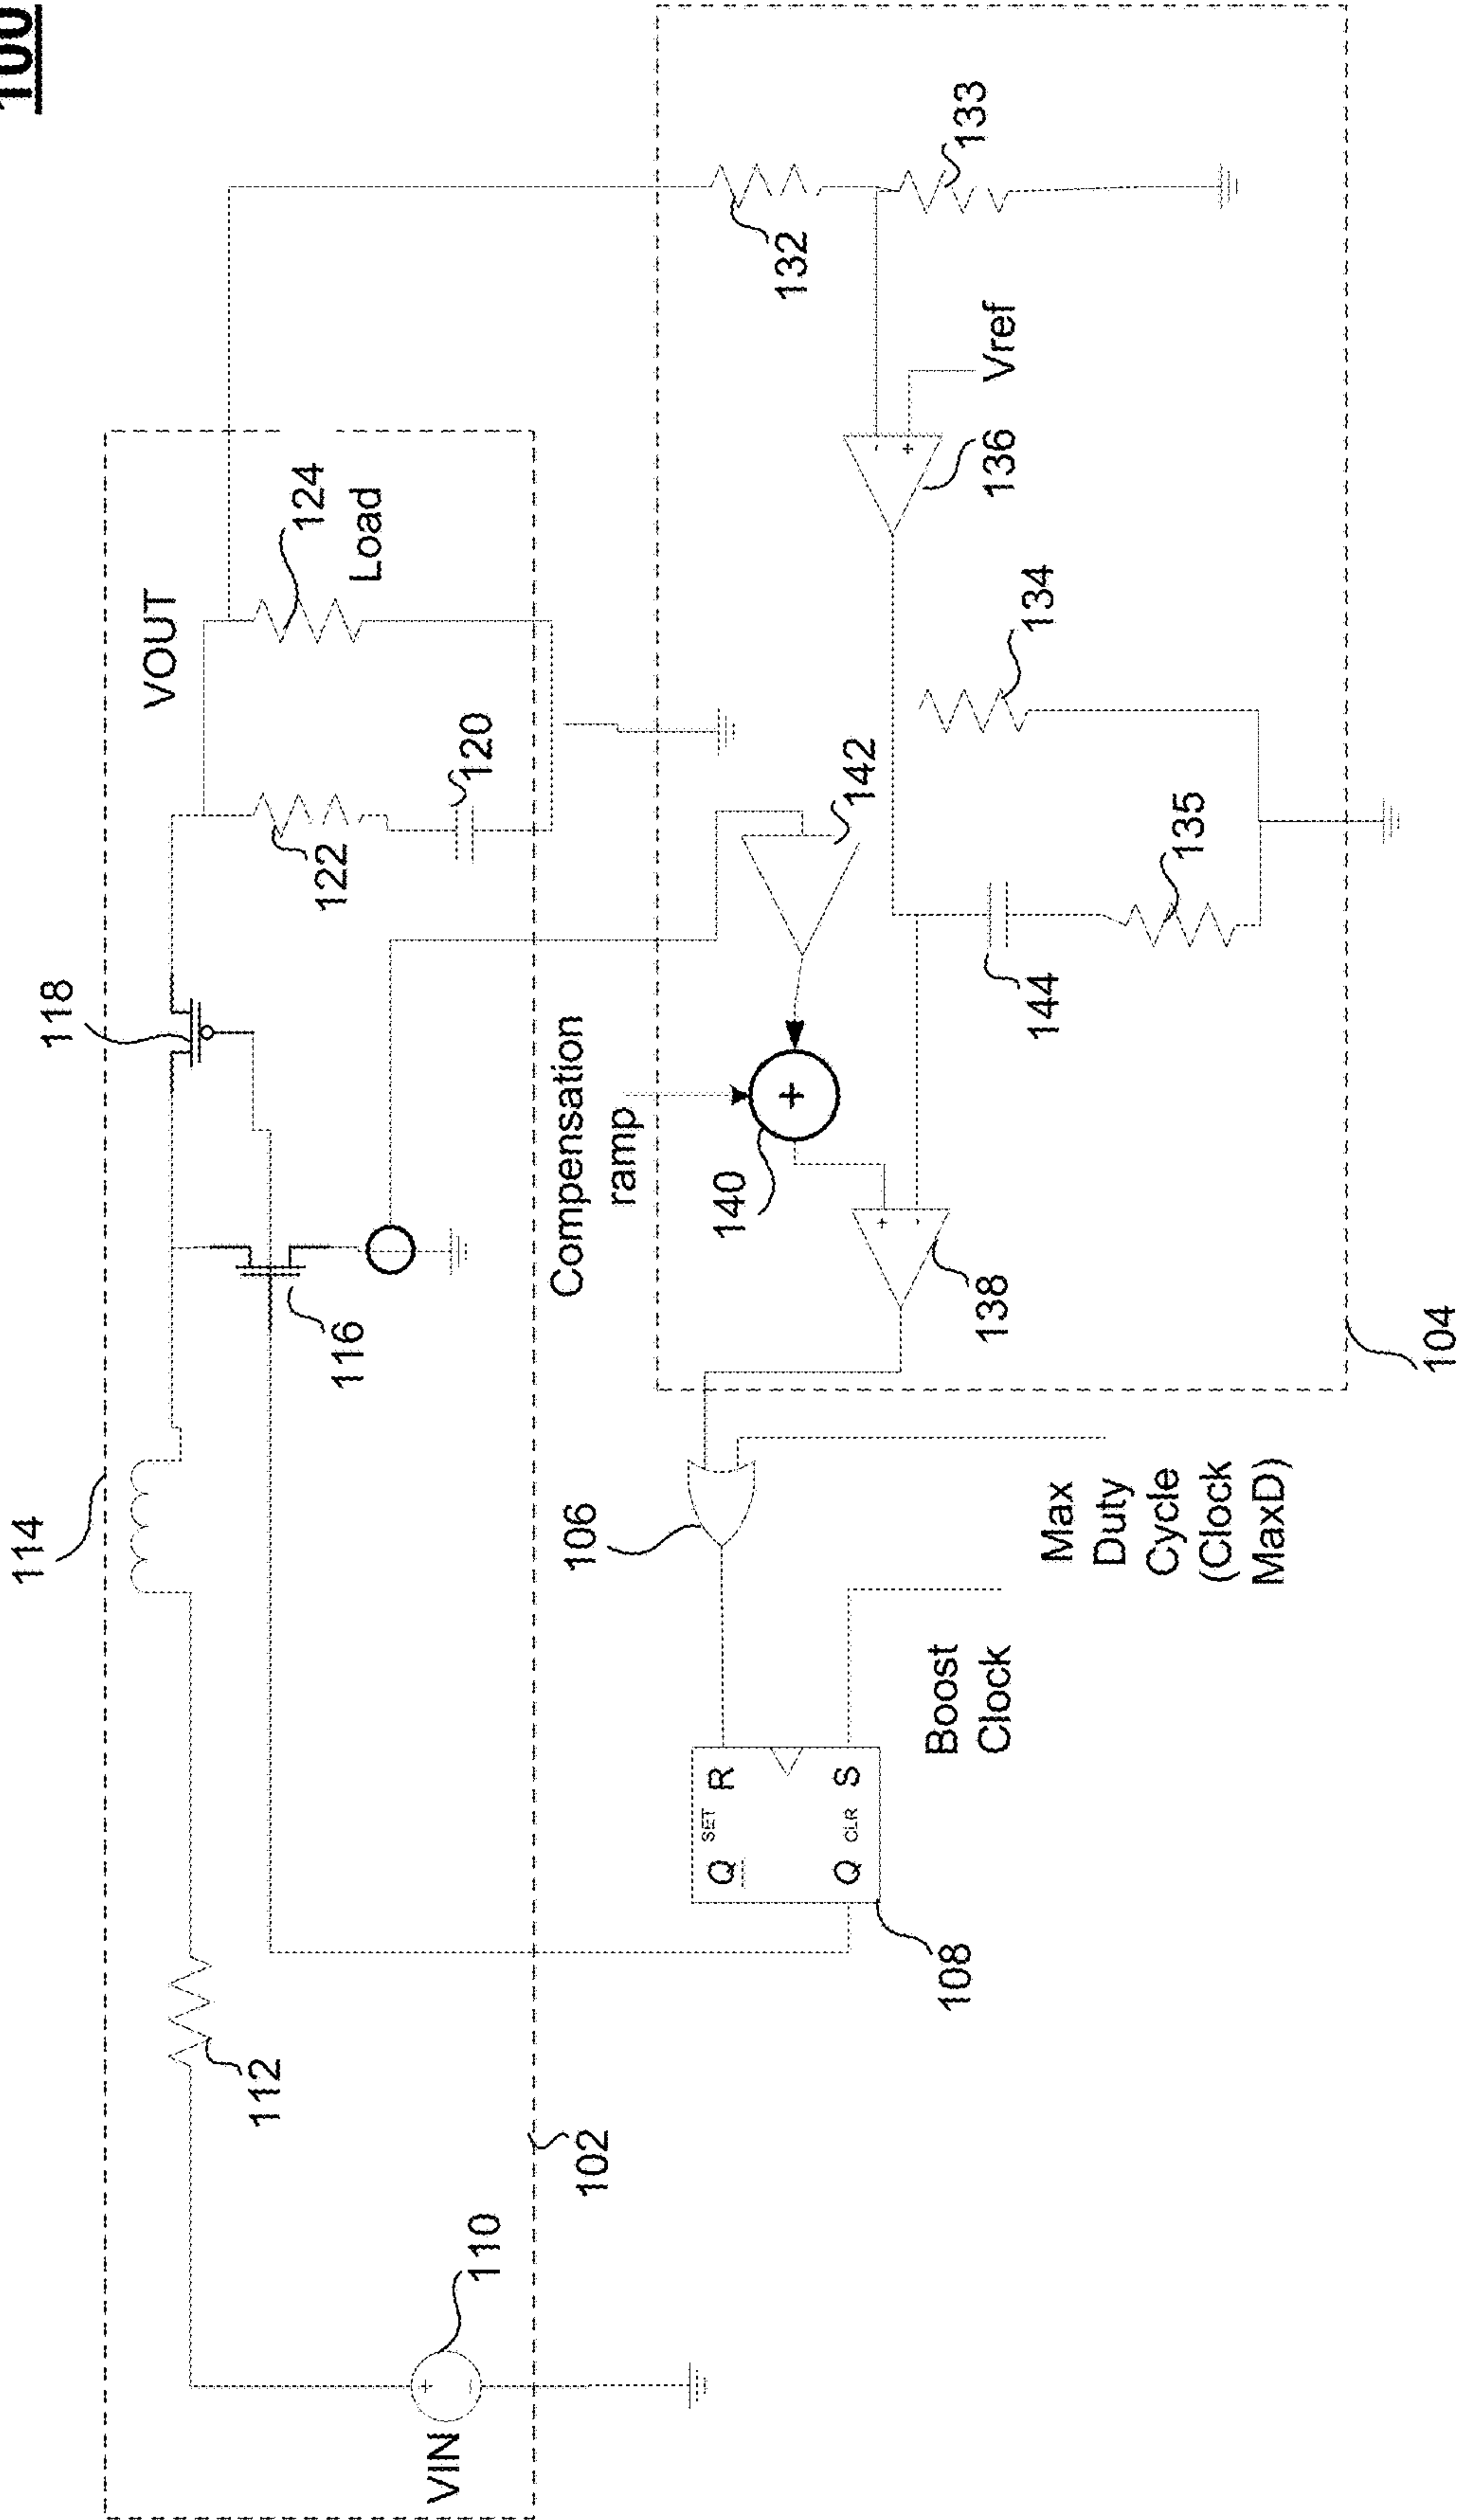 100
114
118
VOUT
124
Load
122
120
116
112
110
VIN
+
-
102
Compensation
ramp
142
140
+
132
133
Vref
136
-
+
134
135
144
138
+
-
104
106
Max
Duty
Cycle
(Clock
MaxD)
Boost
Clock
Q SET R
Q CLR S
108